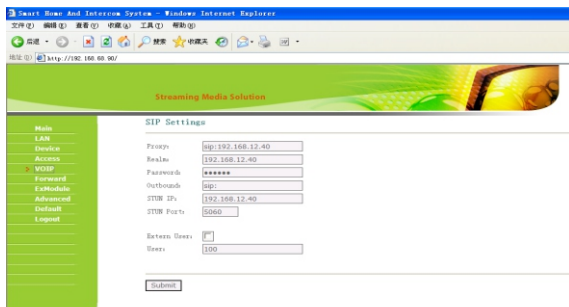 Smart Home And Intercom System - Windows Internet Explorer
文件(F) 编辑(E) 查看(V) 收藏(A) 工具(T) 帮助(H)
后退 搜索 收藏夹
地址(D) http://192.168.68.90/
Streaming Media Solution
Main
LAN
Device
Access
VOIP
Forward
ExModule
Advanced
Default
Logout
SIP Settings
Proxy: sip:192.168.12.40
Realm: 192.168.12.40
Password: ●●●●●●
Outbound: sip:
STUN IP: 192.168.12.40
STUN Port: 5060
Extern User:
User: 100
Submit